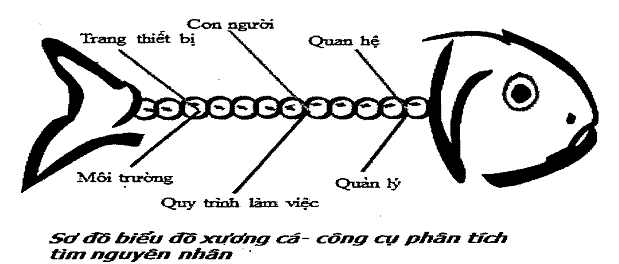 Con người
Trang thiết bị
Quan hệ
Môi trường
Quản lý
Quy trình làm việc
Sơ đồ biểu đồ xương cá- công cụ phân tích
tìm nguyên nhân